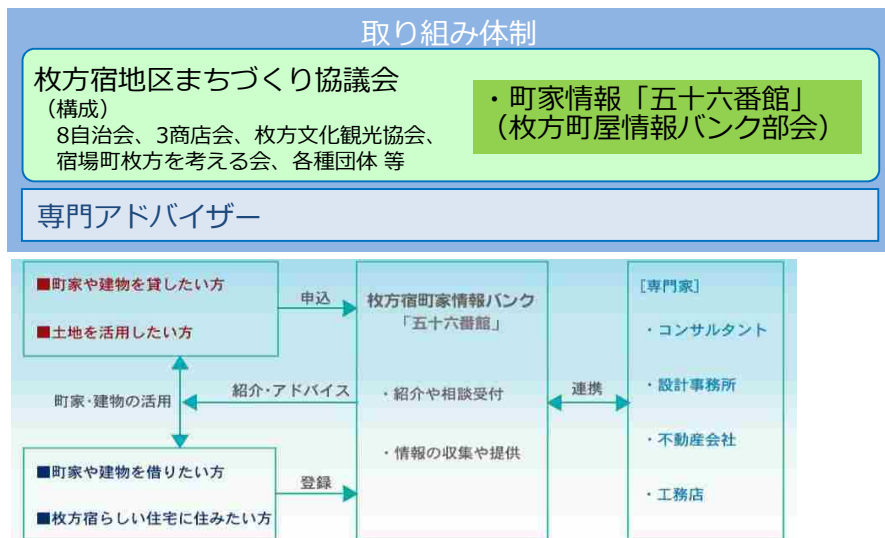 取り組み体制
枚方宿地区まちづくり協議会
（構成）
8自治会、3商店会、枚方文化観光協会、
宿場町枚方を考える会、各種団体 等
・町家情報「五十六番館」
（枚方町屋情報バンク部会）
専門アドバイザー
■町家や建物を貸したい方
■土地を活用したい方
申込
枚方宿町家情報バンク
「五十六番館」
[専門家]
・コンサルタント
町家･建物の活用
紹介・アドバイス
・紹介や相談受付
連携
・設計事務所
・情報の収集や提供
・不動産会社
■町家や建物を借りたい方
■枚方宿らしい住宅に住みたい方
登録
・工務店